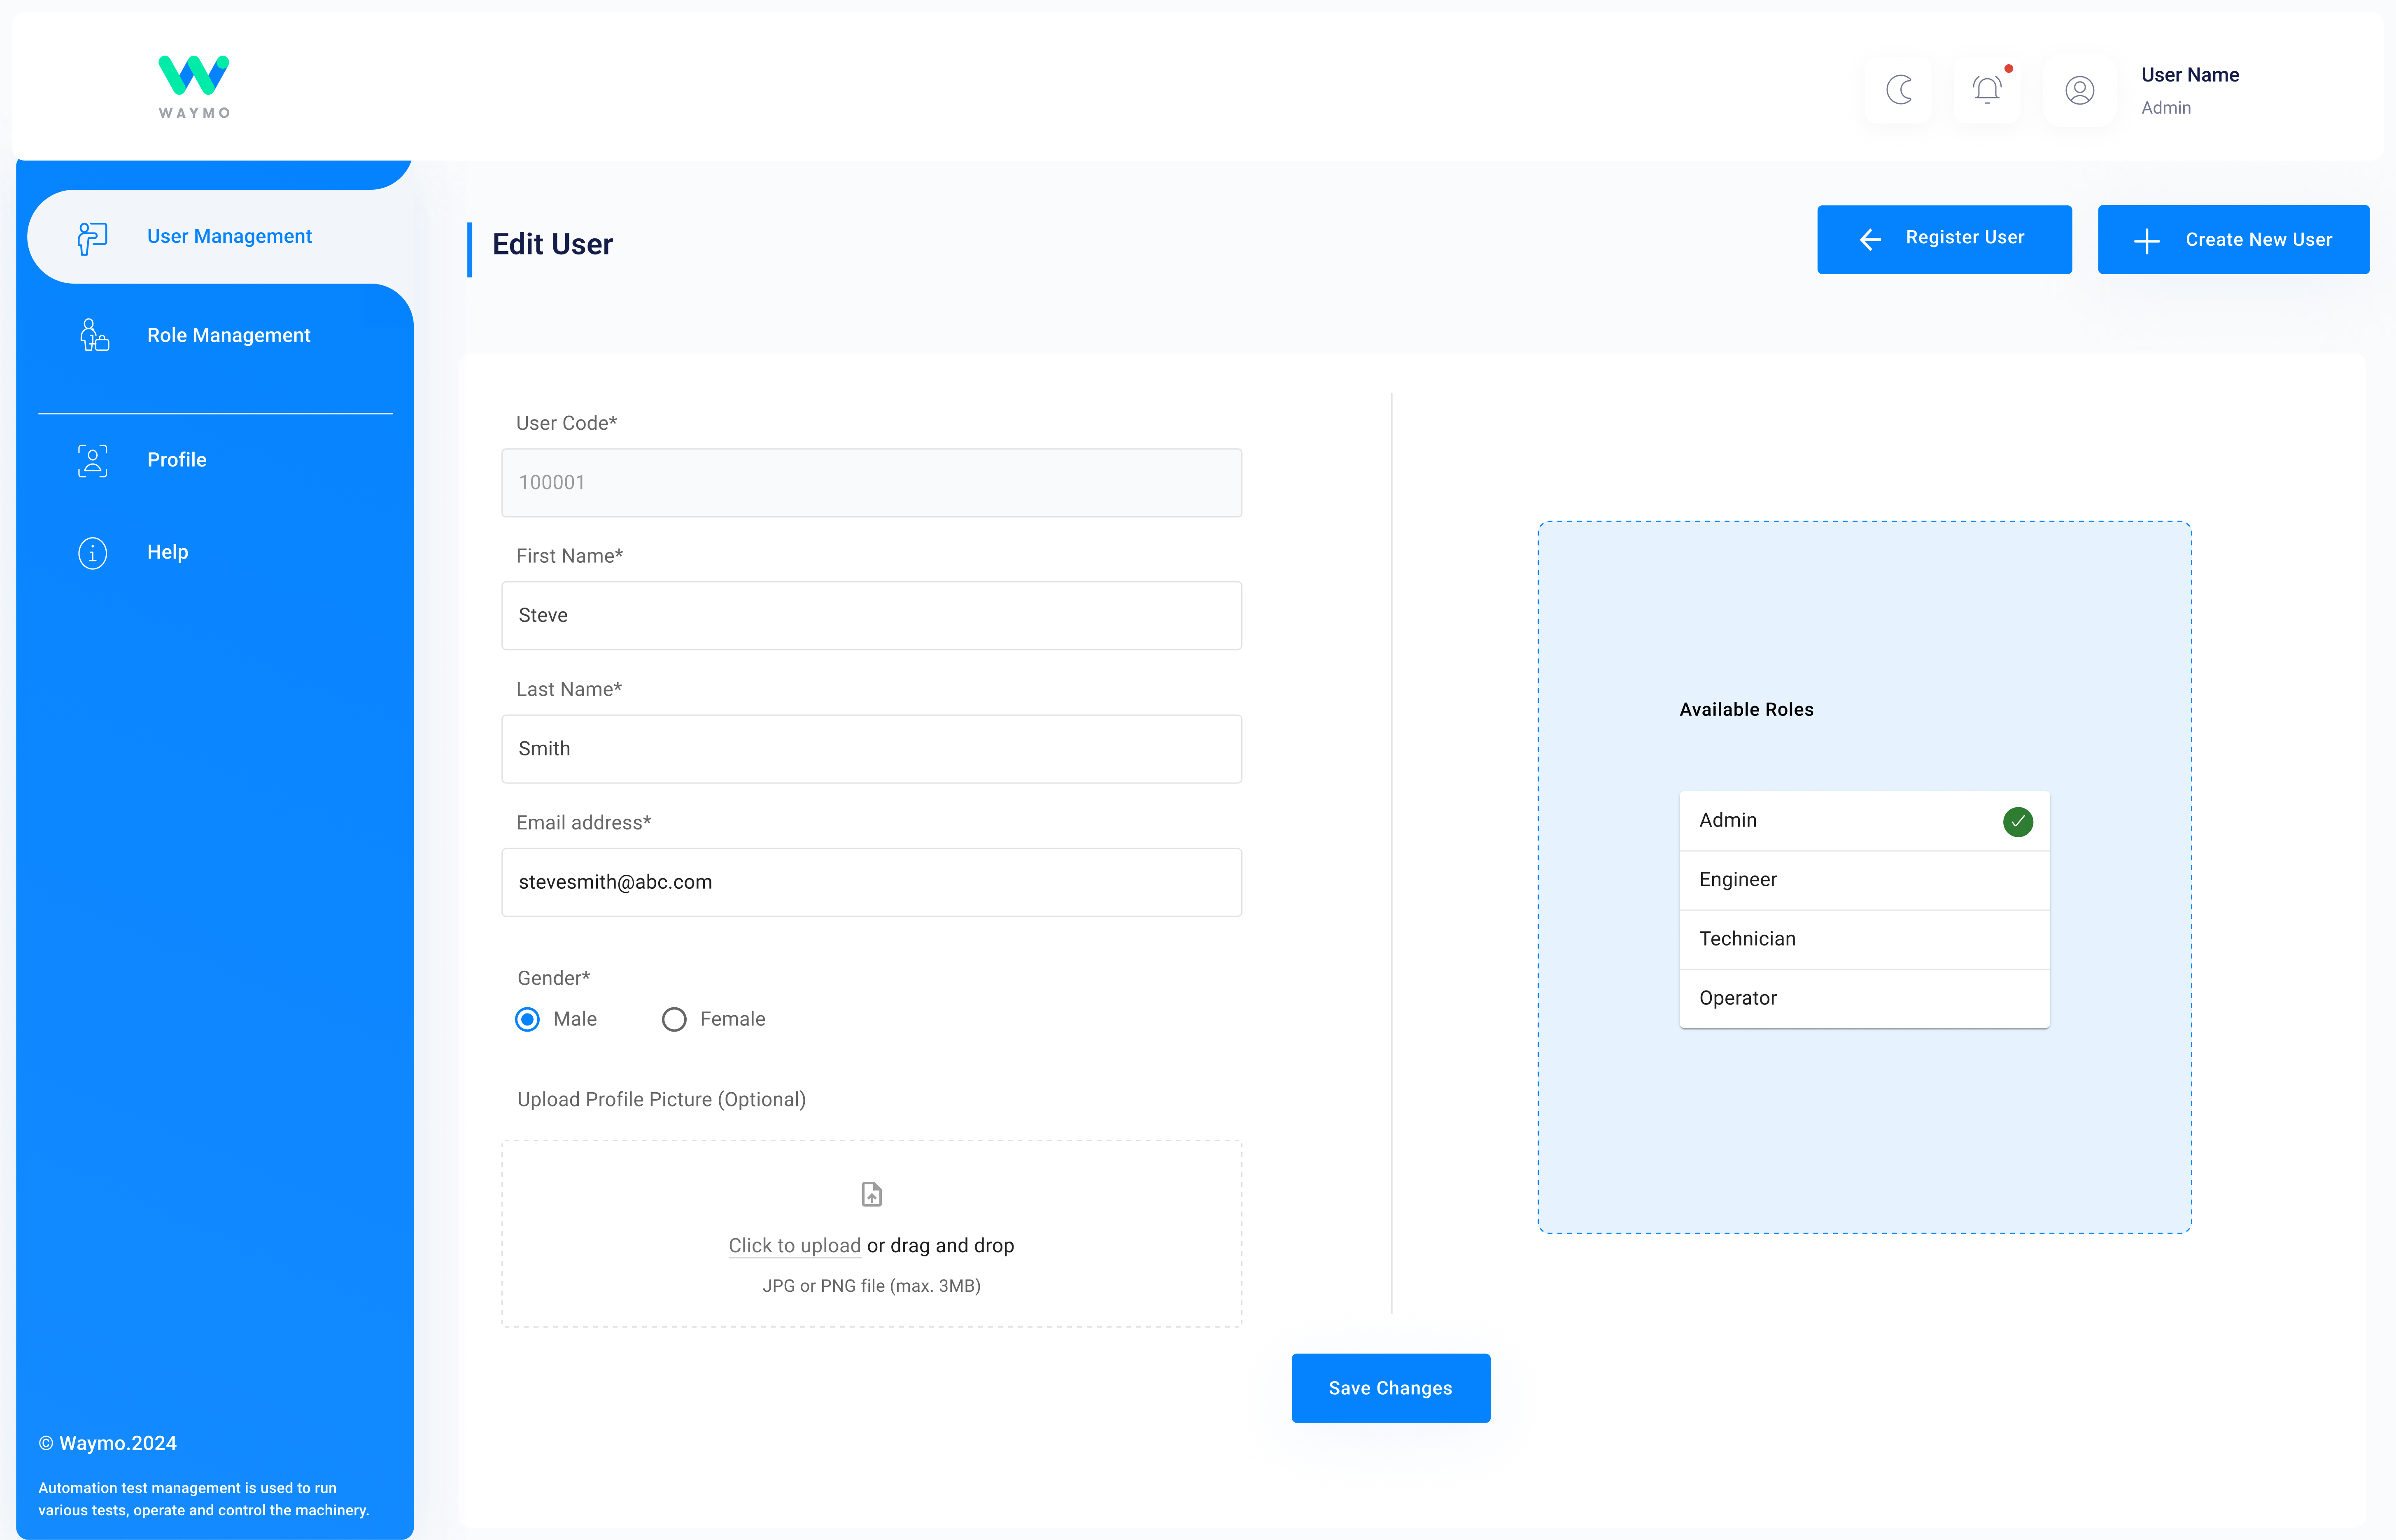 WAYMO
User Name
Admin
User Management
Role Management
Profile
Help
© Waymo.2024
Automation test management is used to run
various tests, operate and control the machinery.
Edit User
Register User
Create New User
User Code*
100001
First Name*
Steve
Last Name*
Smith
Email address*
stevesmith@abc.com
Gender*
Male
Female
Upload Profile Picture (Optional)
Click to upload or drag and drop
JPG or PNG file (max. 3MB)
Available Roles
Admin
Engineer
Technician
Operator
Save Changes